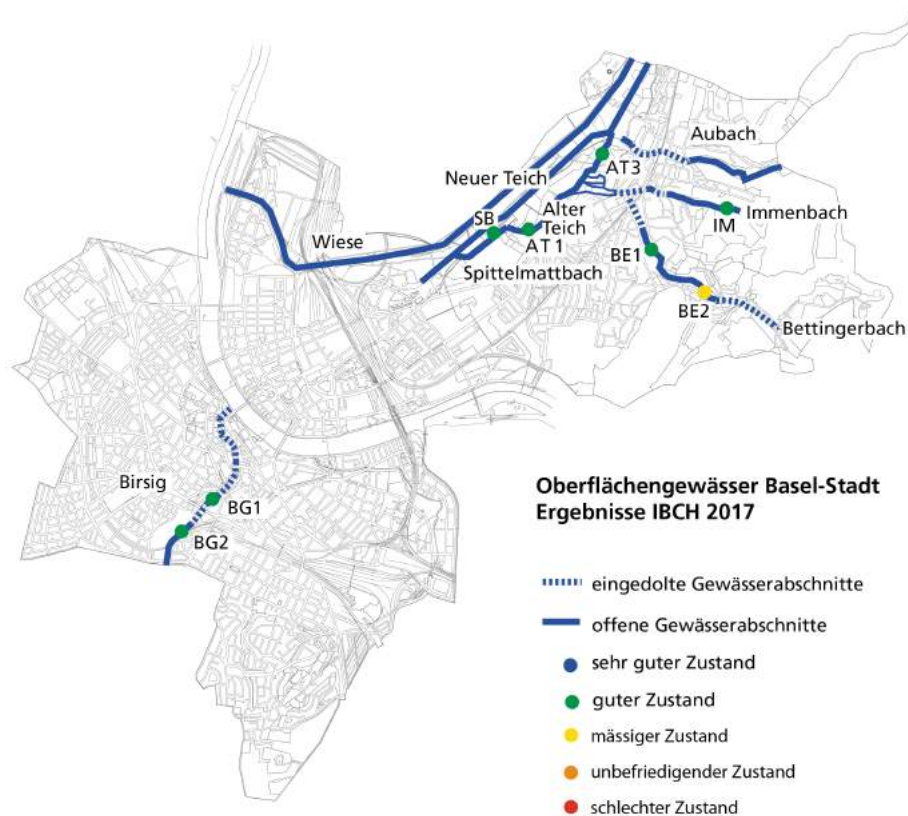 Aubach
AT3
Neuer Teich
SB
Alter
Teich
Immenbach
IM
Wiese
AT 1
Spittelmattbach
BE1
BE2
Bettingerbach
Birsig
BG1
BG2
Oberflächengewässer Basel-Stadt
Ergebnisse IBCH 2017
eingedolte Gewässerabschnitte
offene Gewässerabschnitte
sehr guter Zustand
guter Zustand
mässiger Zustand
unbefriedigender Zustand
schlechter Zustand